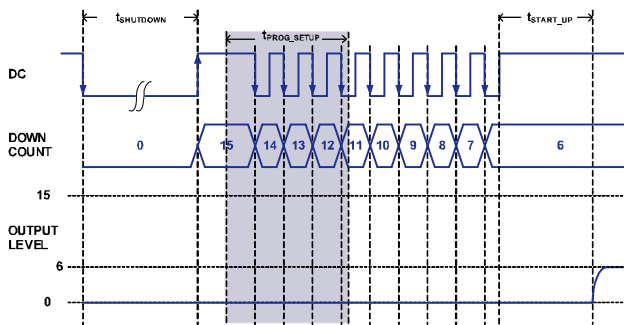 tSHUTDOWN
tPROG_SETUP
tSTART_UP
DC
DOWN
COUNT
0 15 14 13 12 11 10 9 8 7 6
15
OUTPUT
LEVEL
6
0